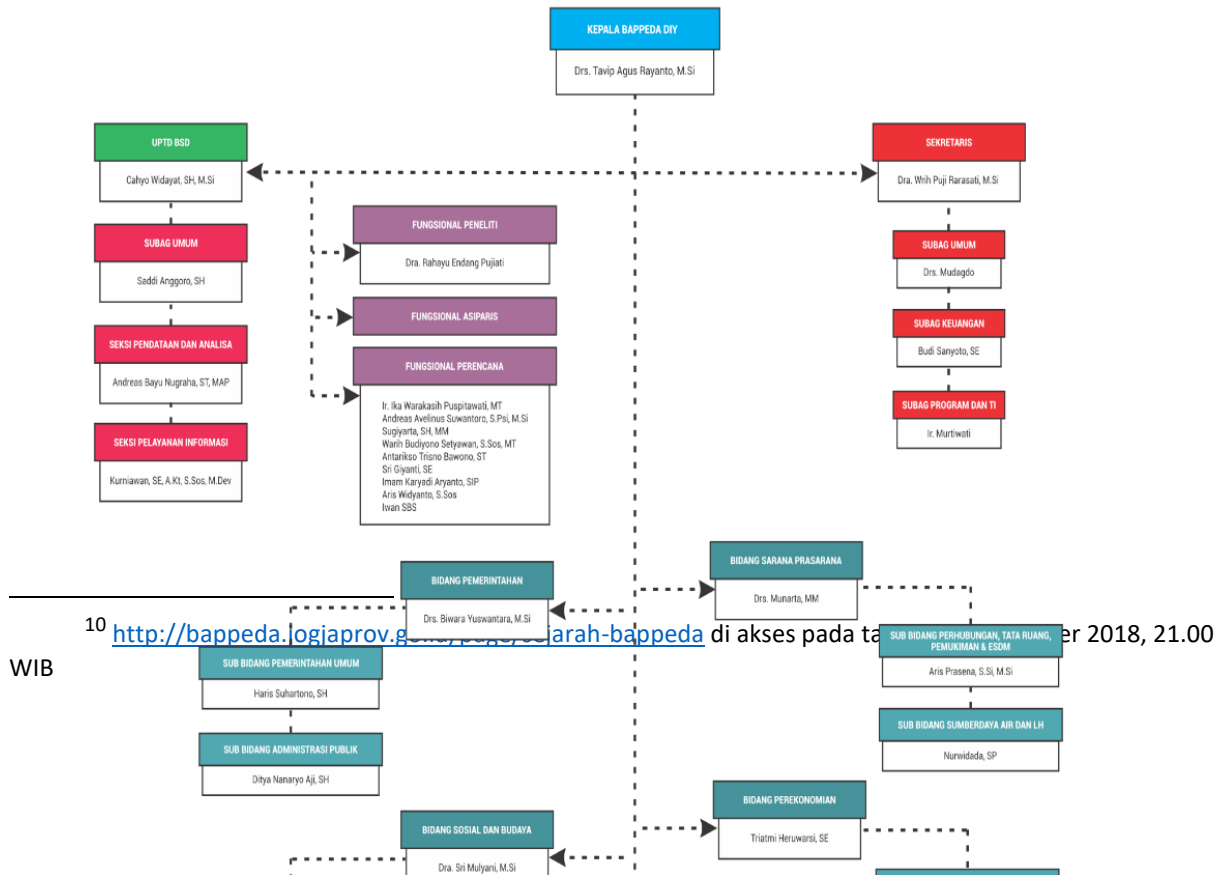 KEPALA BAPPEDA DIY
Drs. Tavip Agus Rayanto, M.Si
UPTD BSD
Cahyo Widayat, SH, M.Si
SUBAG UMUM
Saddi Anggoro, SH
SEKSI PENDATAAN DAN ANALISA
Andreas Bayu Nugraha, ST, MAP
SEKSI PELAYANAN INFORMASI
Kurniawan, SE, A.Kt, S.Sos, M.Dev
FUNGSIONAL PENELITI
Dra. Rahayu Endang Pujiati
FUNGSIONAL ASIPARIS
FUNGSIONAL PERENCANA
Ir. Ika Warakasih Puspitawati, MT
Andreas Avelinus Suwantoro, S.Psi, M.Si
Sugiyarta, SH, MM
Warih Budiyono Setyawan, S.Sos, MT
Antarikso Trisno Bawono, ST
Sri Giyanti, SE
Imam Karyadi Aryanto, SIP
Aris Widyanto, S.Sos
Iwan SBS
SEKRETARIS
Dra. Wrih Puji Rarasati, M.Si
SUBAG UMUM
Drs. Mudagdo
SUBAG KEUANGAN
Budi Sanyoto, SE
SUBAG PROGRAM DAN TI
Ir. Murtiwati
BIDANG PEMERINTAHAN
Drs. Biwara Yuswantara, M.Si
SUB BIDANG PEMERINTAHAN UMUM
Haris Suhartono, SH
SUB BIDANG ADMINISTRASI PUBLIK
Ditya Nanaryo Aji, SH
BIDANG SARANA PRASARANA
Drs. Munarta, MM
SUB BIDANG PERHUBUNGAN, TATA RUANG,
PEMUKIMAN & ESDM
Aris Prasena, S.Si, M.Si
SUB BIDANG SUMBERDAYA AIR DAN LH
Nurwidada, SP
BIDANG SOSIAL DAN BUDAYA
Dra. Sri Mulyani, M.Si
BIDANG PEREKONOMIAN
Triatmi Heruwarsi, SE
10 http://bappeda.jogjaprov.g bappeda di akses pada 2018, 21.00
WIB